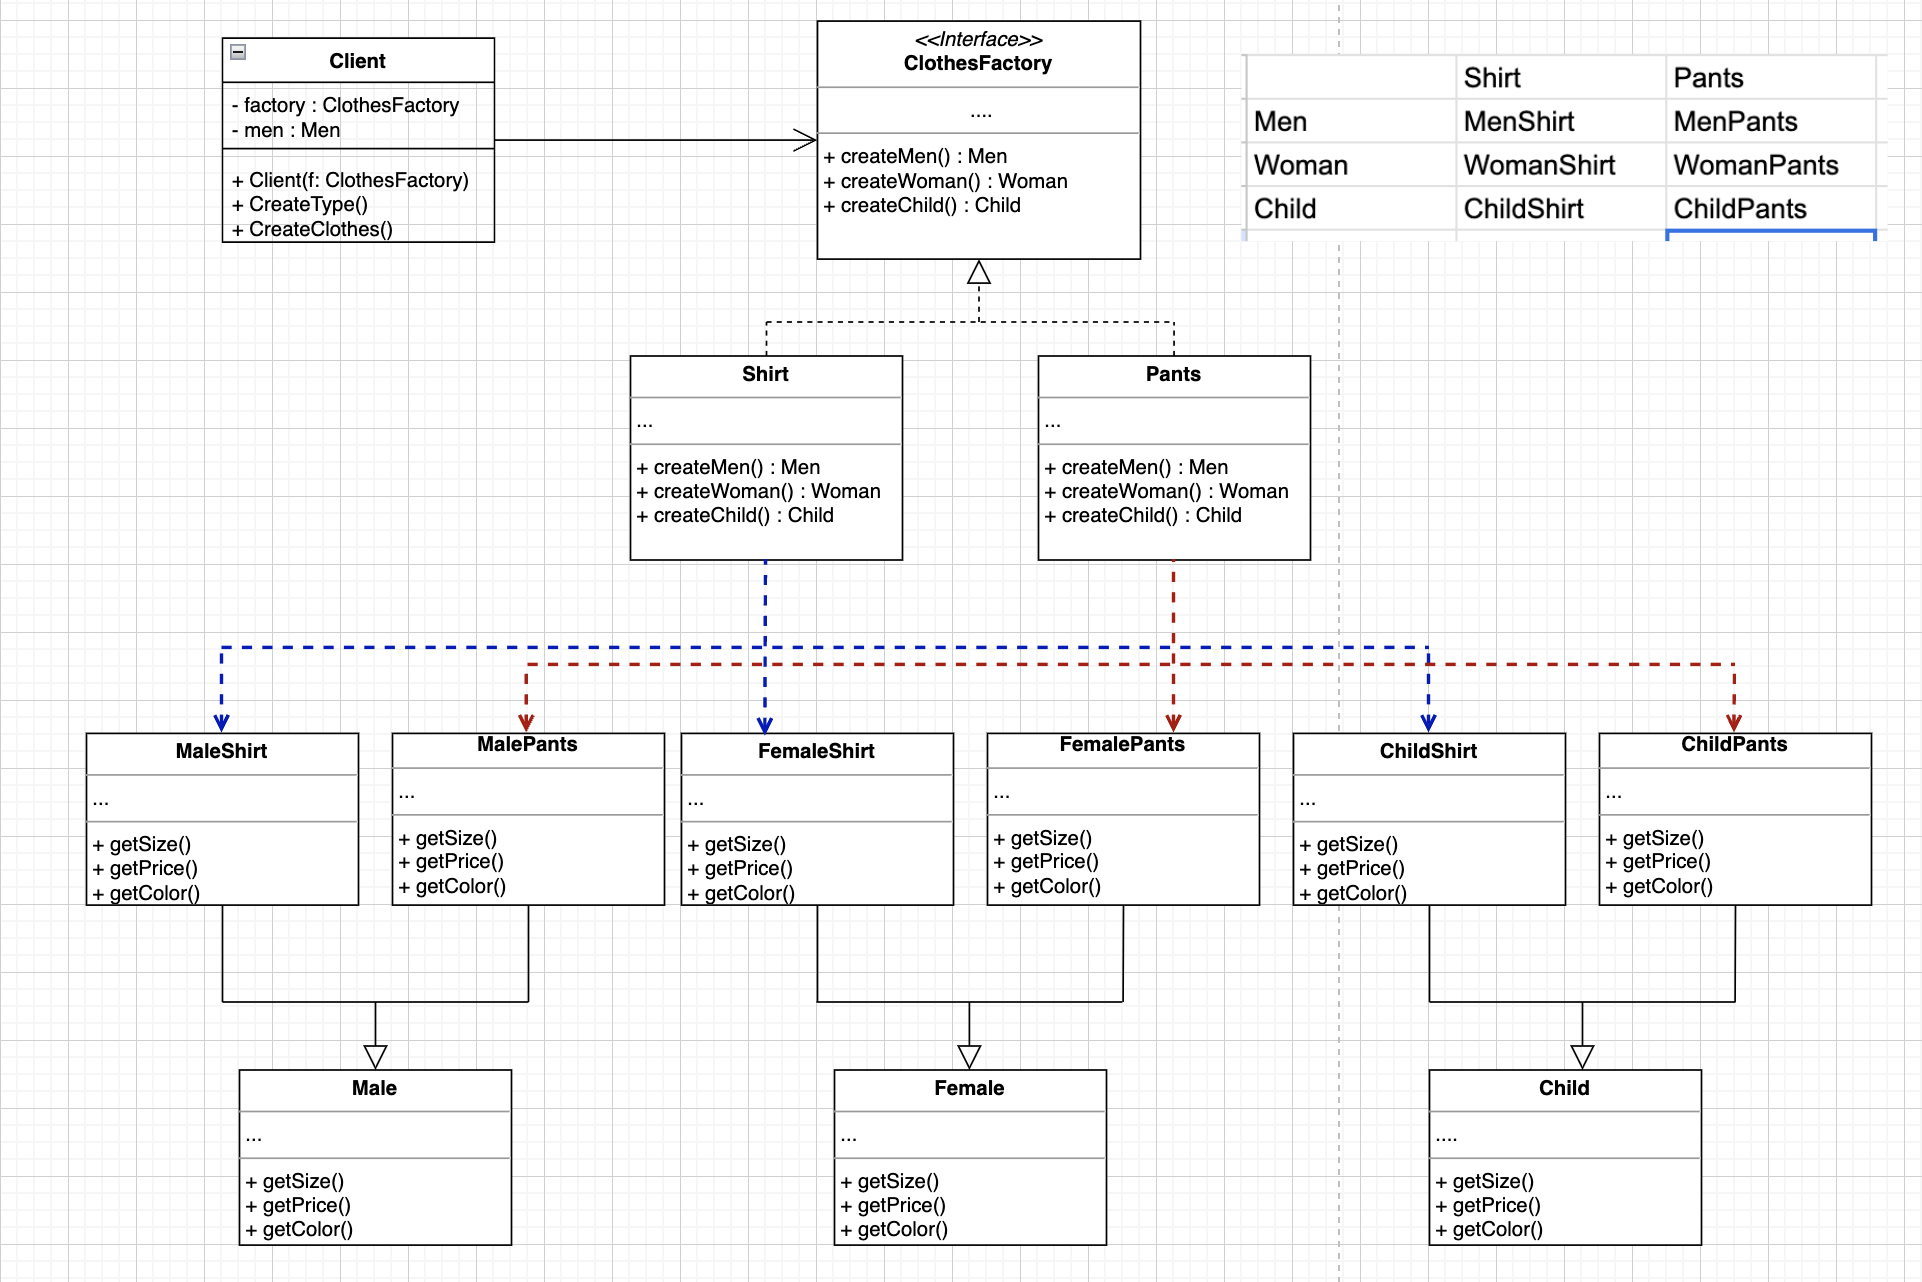 Client
- factory : ClothesFactory
- men : Men
+ Client(f: ClothesFactory)
+ CreateType()
+ CreateClothes()
<<Interface>>
ClothesFactory
....
+ createMen() : Men
+ createWoman() : Woman
+ createChild() : Child
Shirt Pants
Men MenShirt MenPants
Woman WomanShirt WomanPants
Child ChildShirt ChildPants
Shirt
...
+ createMen() : Men
+ createWoman() : Woman
+ createChild() : Child
Pants
...
+ createMen() : Men
+ createWoman() : Woman
+ createChild() : Child
MaleShirt
...
+ getSize()
+ getPrice()
+ getColor()
MalePants
...
+ getSize()
+ getPrice()
+ getColor()
FemaleShirt
...
+ getSize()
+ getPrice()
+ getColor()
FemalePants
...
+ getSize()
+ getPrice()
+ getColor()
ChildShirt
...
+ getSize()
+ getPrice()
+ getColor()
ChildPants
...
+ getSize()
+ getPrice()
+ getColor()
Male
...
+ getSize()
+ getPrice()
+ getColor()
Female
...
+ getSize()
+ getPrice()
+ getColor()
Child
....
+ getSize()
+ getPrice()
+ getColor()